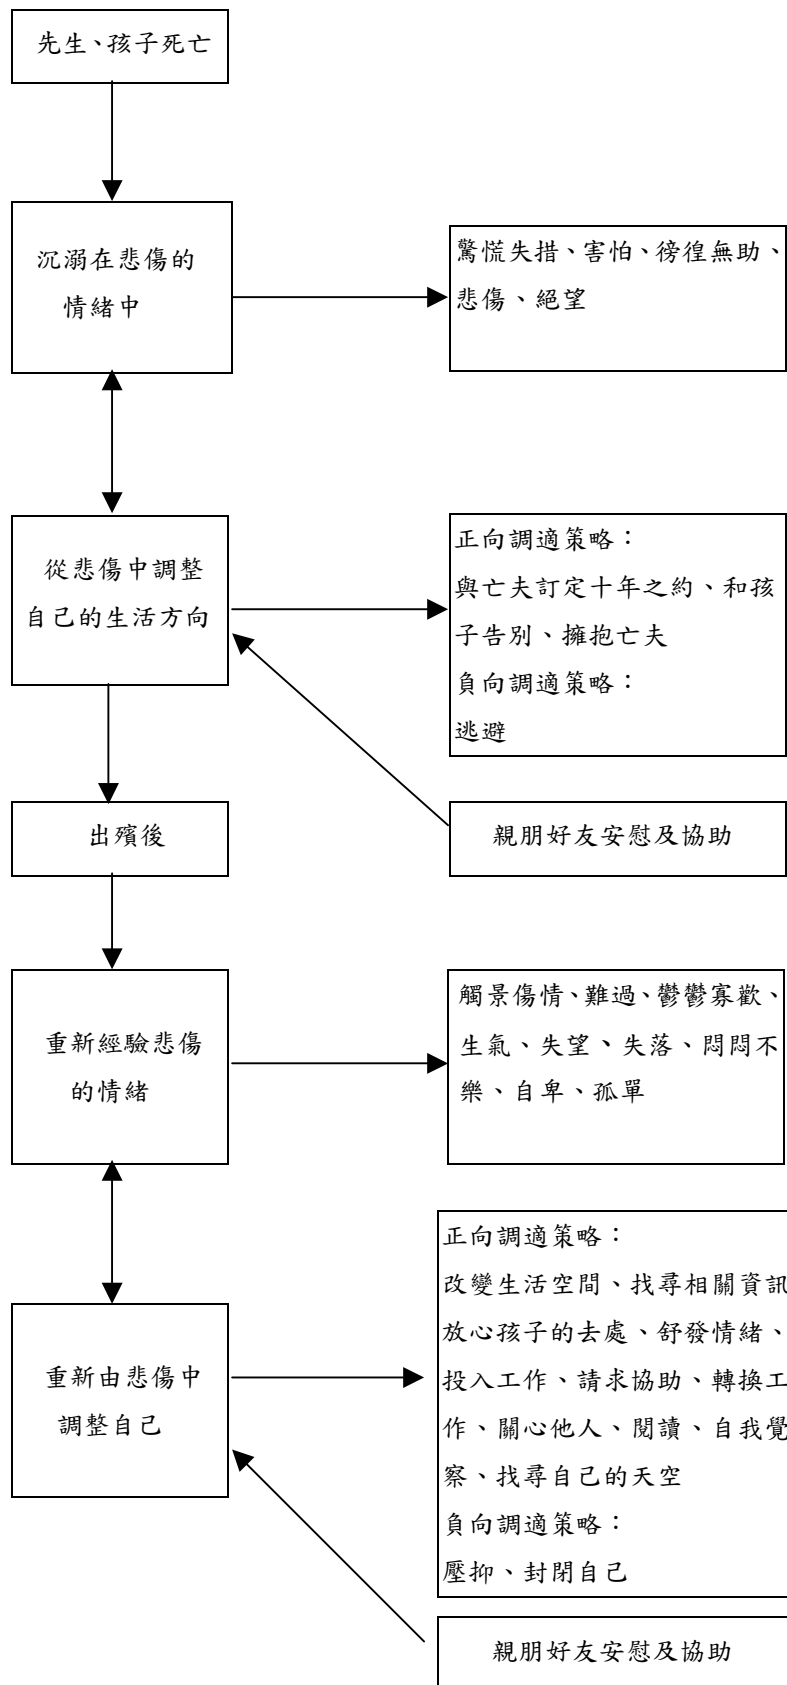 先生、孩子死亡
沉溺在悲傷的
情緒中
驚慌失措、害怕、徬徨無助、
悲傷、絕望
從悲傷中調整
自己的生活方向
正向調適策略：
與亡夫訂定十年之約、和孩
子告別、擁抱亡夫
負向調適策略：
逃避
出殯後
親朋好友安慰及協助
重新經驗悲傷
的情緒
觸景傷情、難過、鬱鬱寡歡、
生氣、失望、失落、悶悶不
樂、自卑、孤單
重新由悲傷中
調整自己
正向調適策略：
改變生活空間、找尋相關資訊
放心孩子的去處、舒發情緒、
投入工作、請求協助、轉換工
作、關心他人、閱讀、自我覺
察、找尋自己的天空
負向調適策略：
壓抑、封閉自己
親朋好友安慰及協助